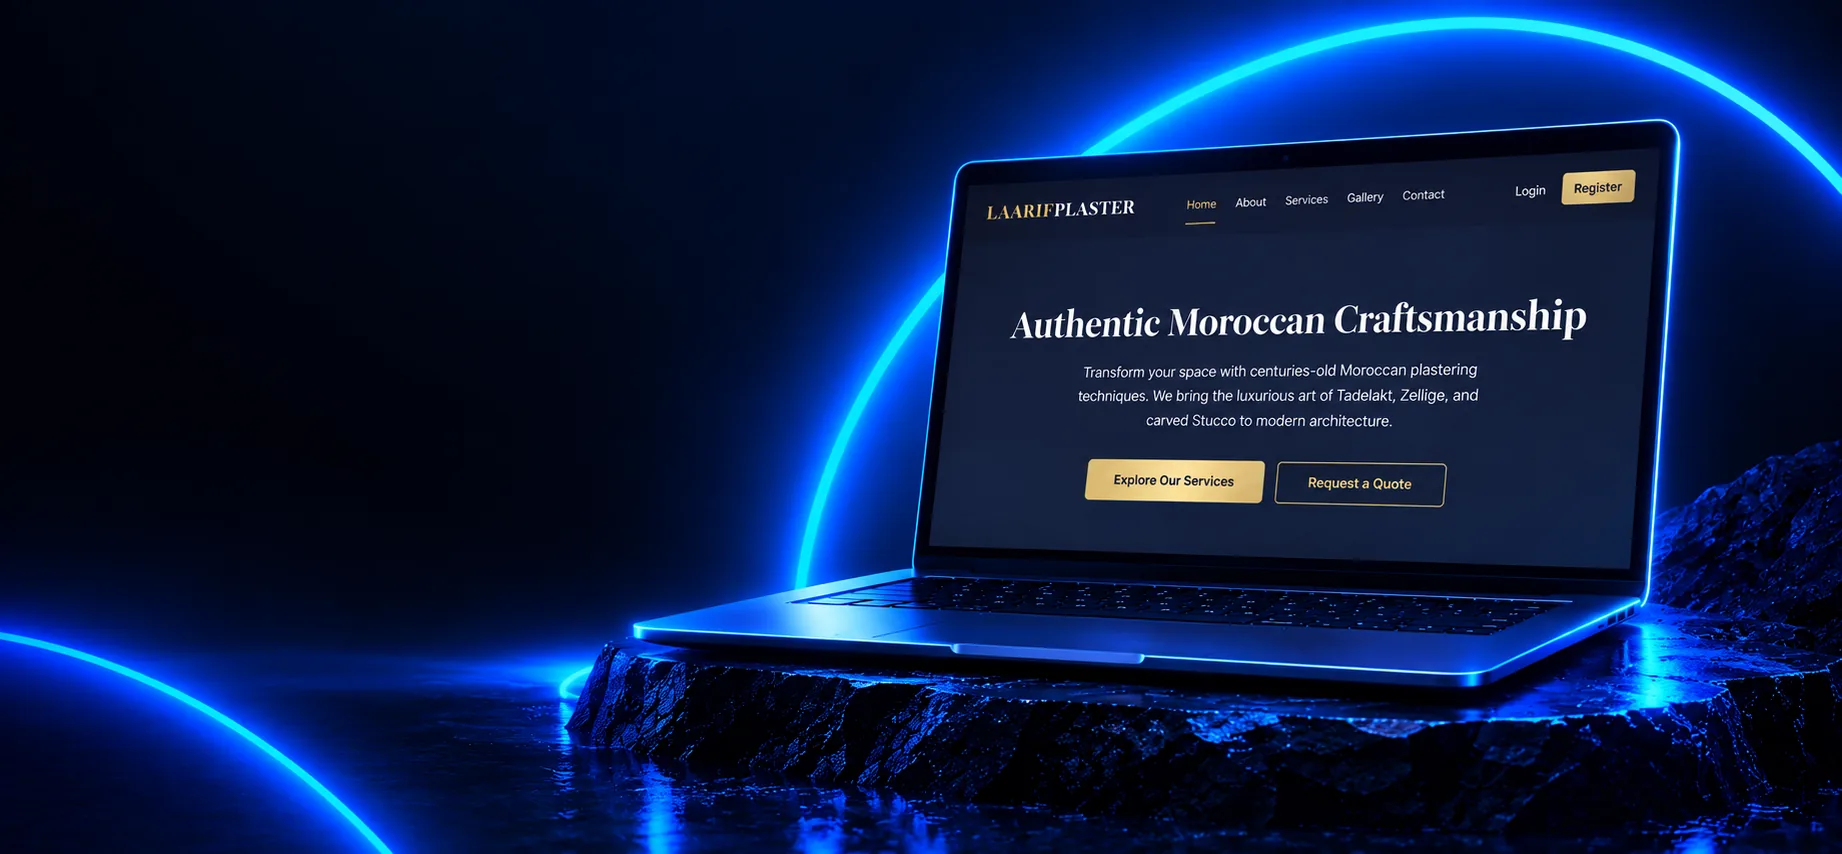 LAARIFPLASTER
Home About Services Gallery Contact
Login Register
Authentic Moroccan Craftsmanship
Transform your space with centuries-old Moroccan plastering
techniques. We bring the luxurious art of Tadelakt, Zellige, and
carved Stucco to modern architecture.
Explore Our Services
Request a Quote